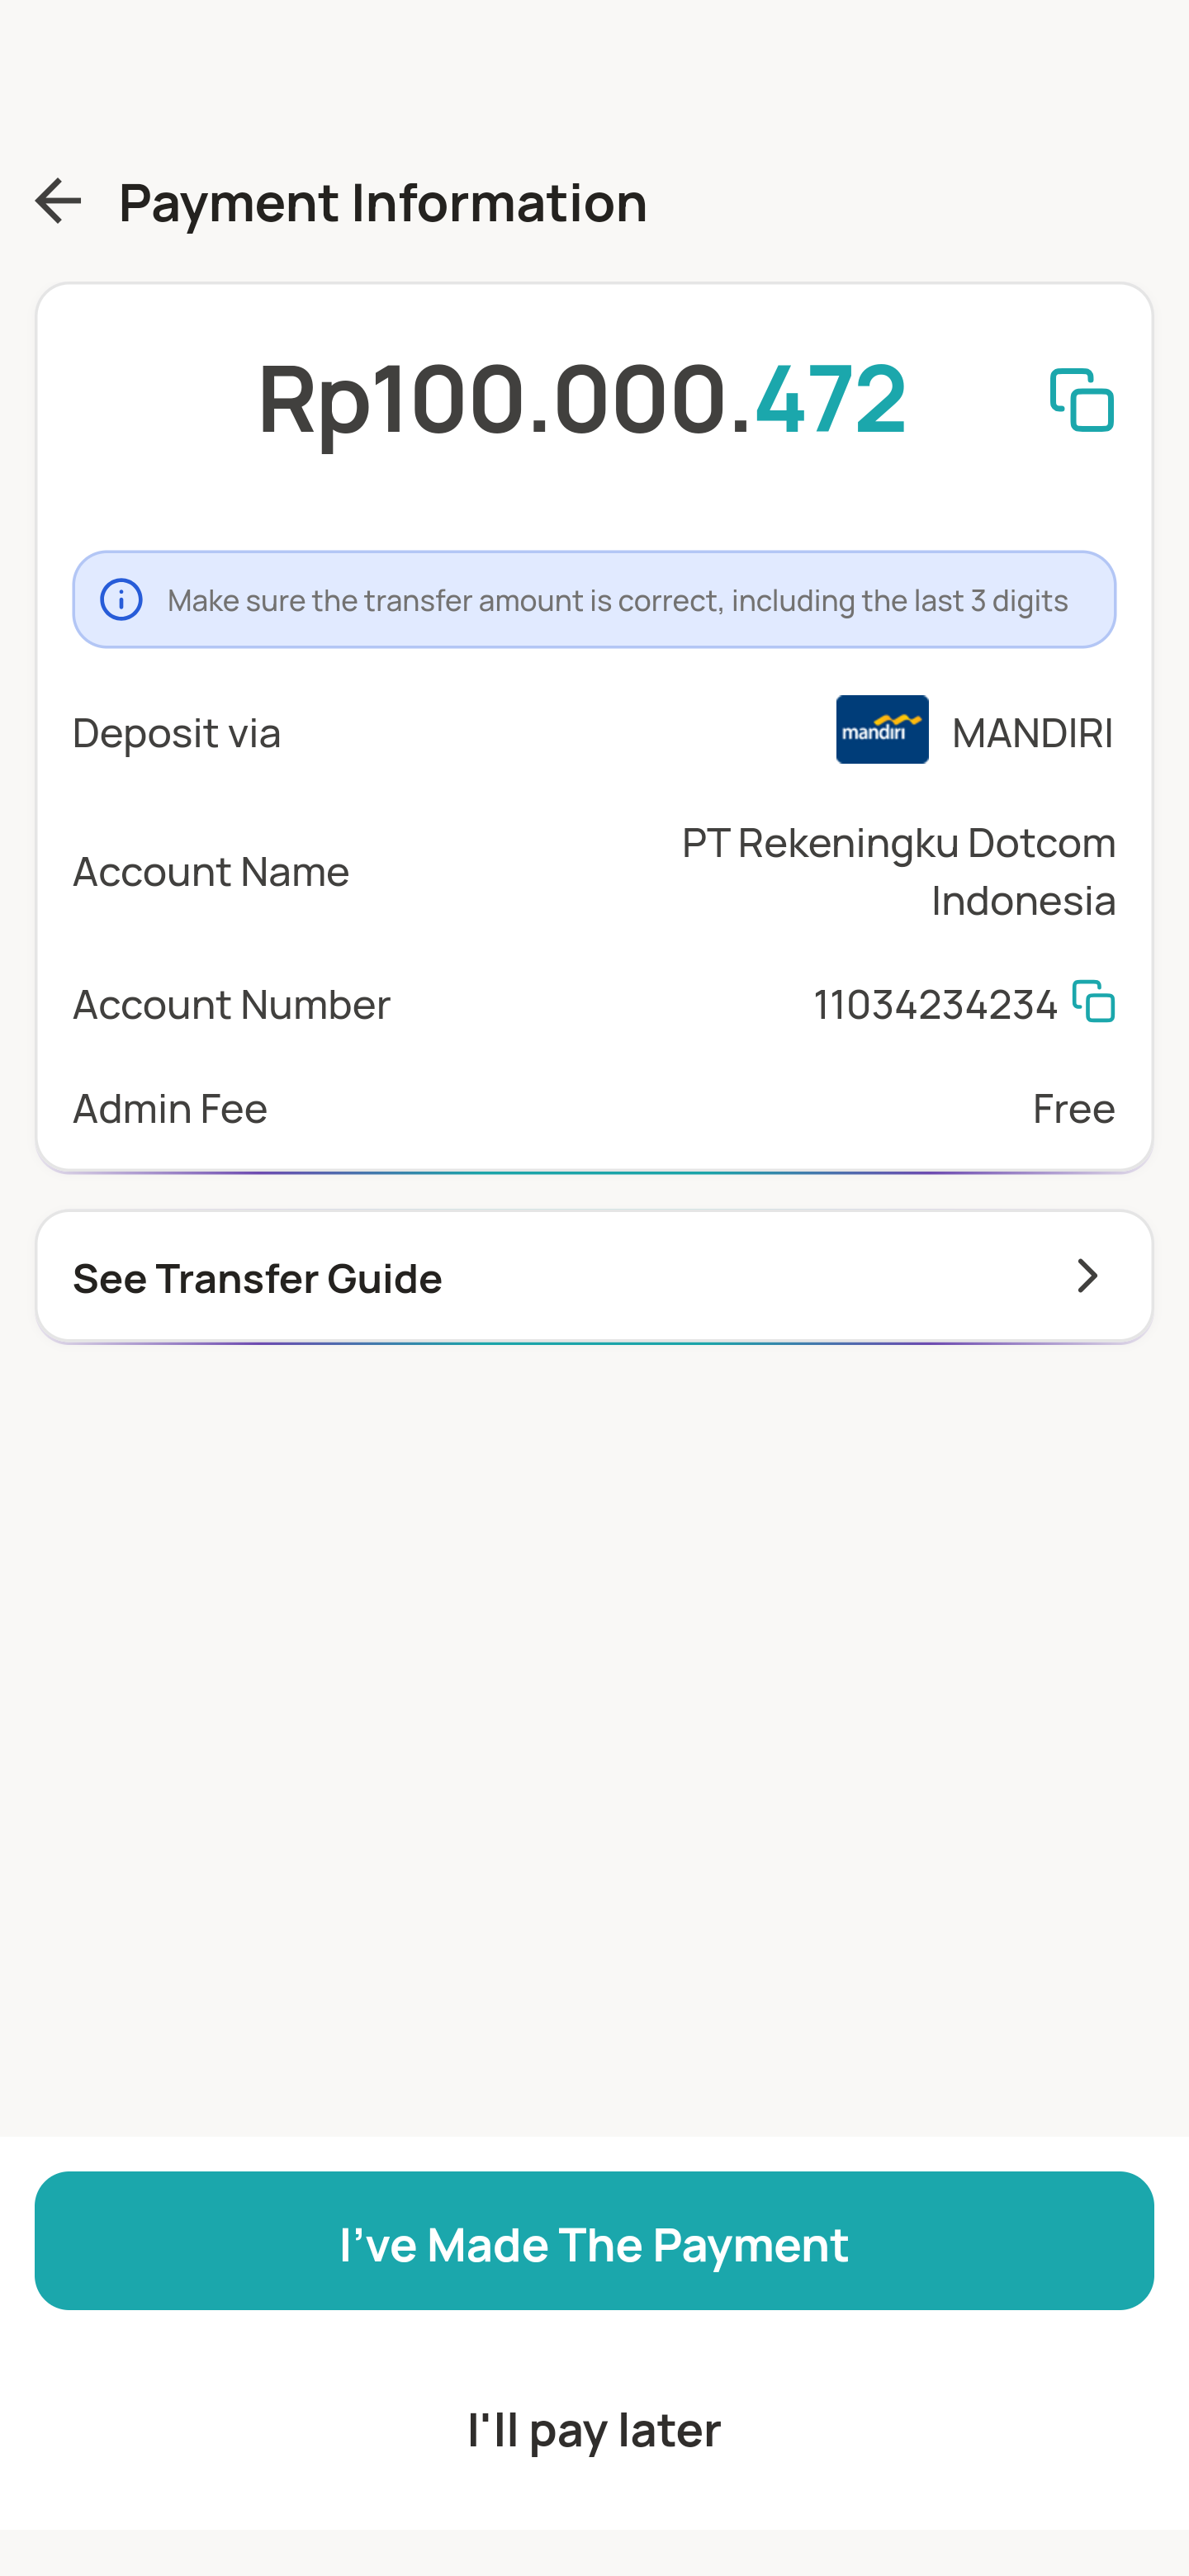 Payment Information
Rp100.000.472
Make sure the transfer amount is correct, including the last 3 digits
Deposit via
mandiri MANDIRI
Account Name
PT Rekeningku Dotcom
Indonesia
Account Number
11034234234
Admin Fee
Free
See Transfer Guide
I've Made The Payment
I'll pay later